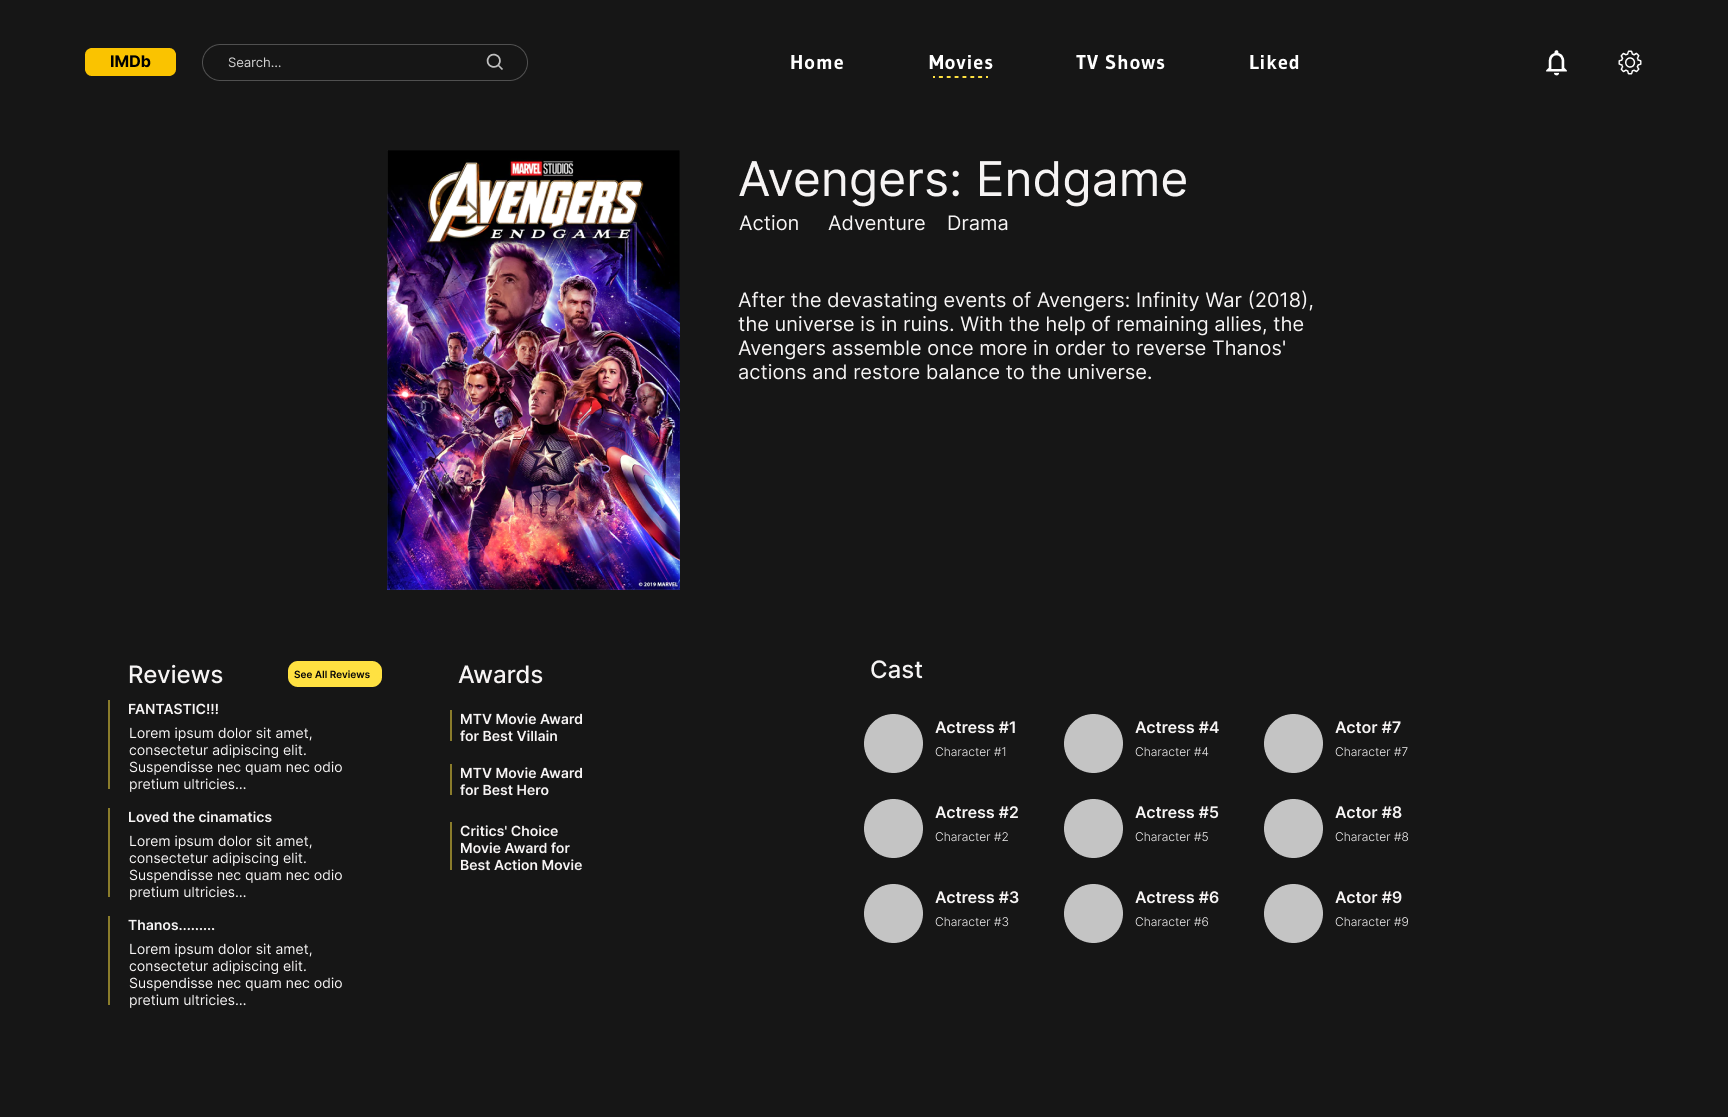 IMDb
Search...
Home
Movies
TV Shows
Liked
MARVEL STUDIOS
AVENGERS
ENDGAME
© 2019 MARVEL
Avengers: Endgame
Action Adventure Drama
After the devastating events of Avengers: Infinity War (2018),
the universe is in ruins. With the help of remaining allies, the
Avengers assemble once more in order to reverse Thanos'
actions and restore balance to the universe.
Reviews
See All Reviews
FANTASTIC!!!
Lorem ipsum dolor sit amet,
consectetur adipiscing elit.
Suspendisse nec quam nec odio
pretium ultricies...
Loved the cinamatics
Lorem ipsum dolor sit amet,
consectetur adipiscing elit.
Suspendisse nec quam nec odio
pretium ultricies...
Thanos.........
Lorem ipsum dolor sit amet,
consectetur adipiscing elit.
Suspendisse nec quam nec odio
pretium ultricies...
Awards
MTV Movie Award
for Best Villain
MTV Movie Award
for Best Hero
Critics' Choice
Movie Award for
Best Action Movie
Cast
Actress #1
Character #1
Actress #2
Character #2
Actress #3
Character #3
Actress #4
Character #4
Actress #5
Character #5
Actress #6
Character #6
Actor #7
Character #7
Actor #8
Character #8
Actor #9
Character #9